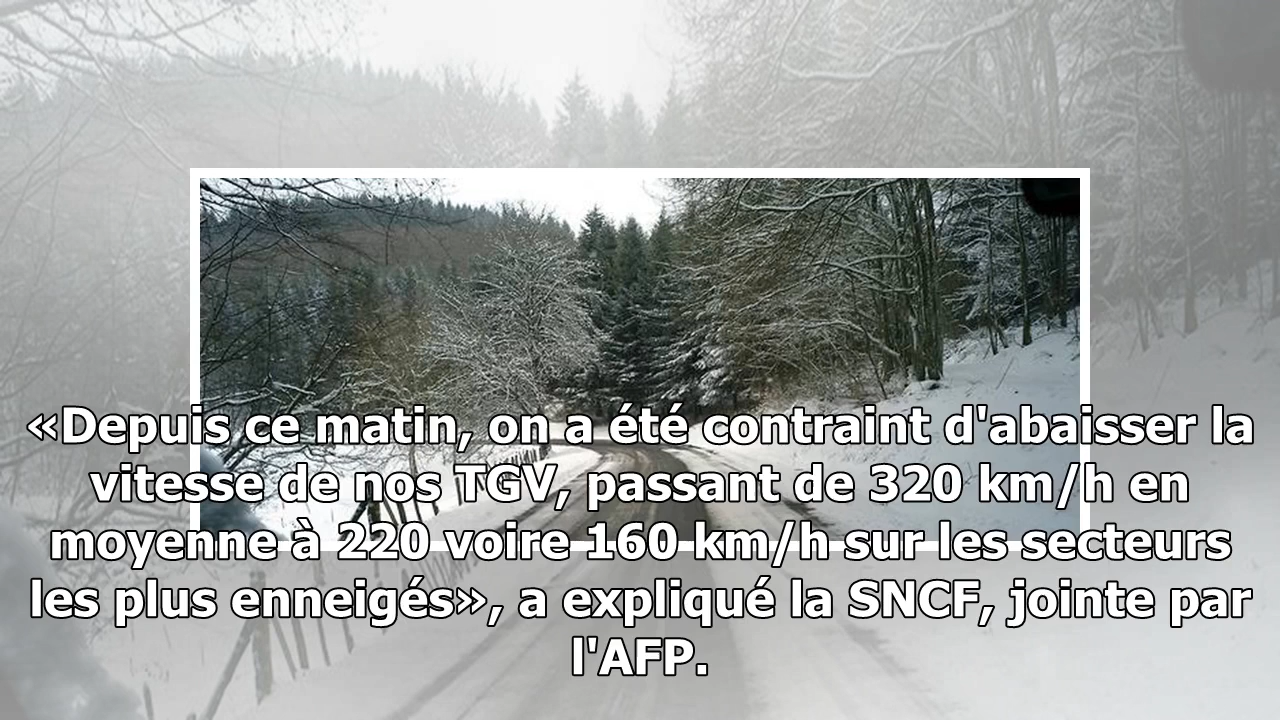 «Depuis ce matin, on a été contraint d'abaisser la
vitesse de nos TGV, passant de 320 km/h en
moyenne à 220 voire 160 km/h sur les secteurs
les plus enneigés», a expliqué la SNCF, jointe par
l'AFP.